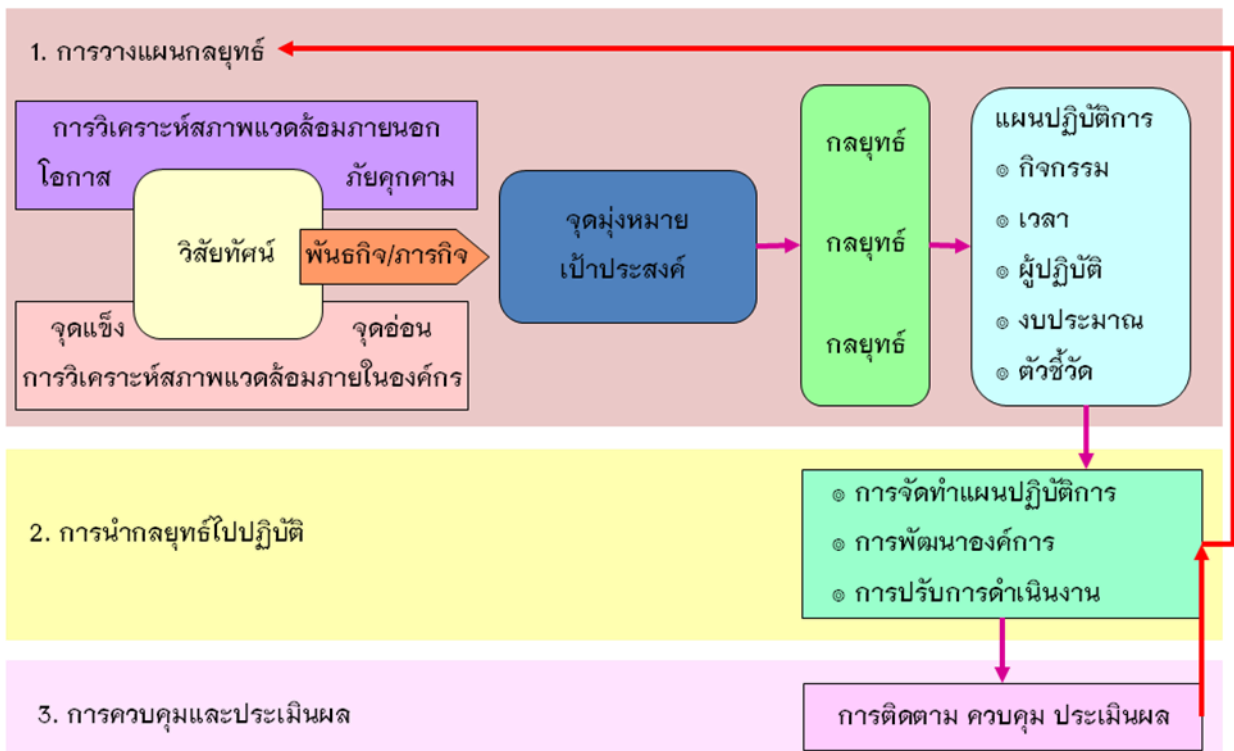 1. การวางแผนกลยุทธ์
การวิเคราะห์สภาพแวดล้อมภายนอก
โอกาส ภัยคุกคาม
วิสัยทัศน์
พันธกิจ/ภารกิจ
จุดแข็ง จุดอ่อน
การวิเคราะห์สภาพแวดล้อมภายในองค์กร
จุดมุ่งหมาย
เป้าประสงค์
กลยุทธ์
กลยุทธ์
กลยุทธ์
แผนปฏิบัติการ
๏ กิจกรรม
๏ เวลา
๏ ผู้ปฏิบัติ
๏ งบประมาณ
๏ ตัวชี้วัด
2. การนำกลยุทธ์ไปปฏิบัติ
๏ การจัดทำแผนปฏิบัติการ
๏ การพัฒนาองค์การ
๏ การปรับการดำเนินงาน
3. การควบคุมและประเมินผล
การติดตาม ควบคุม ประเมินผล